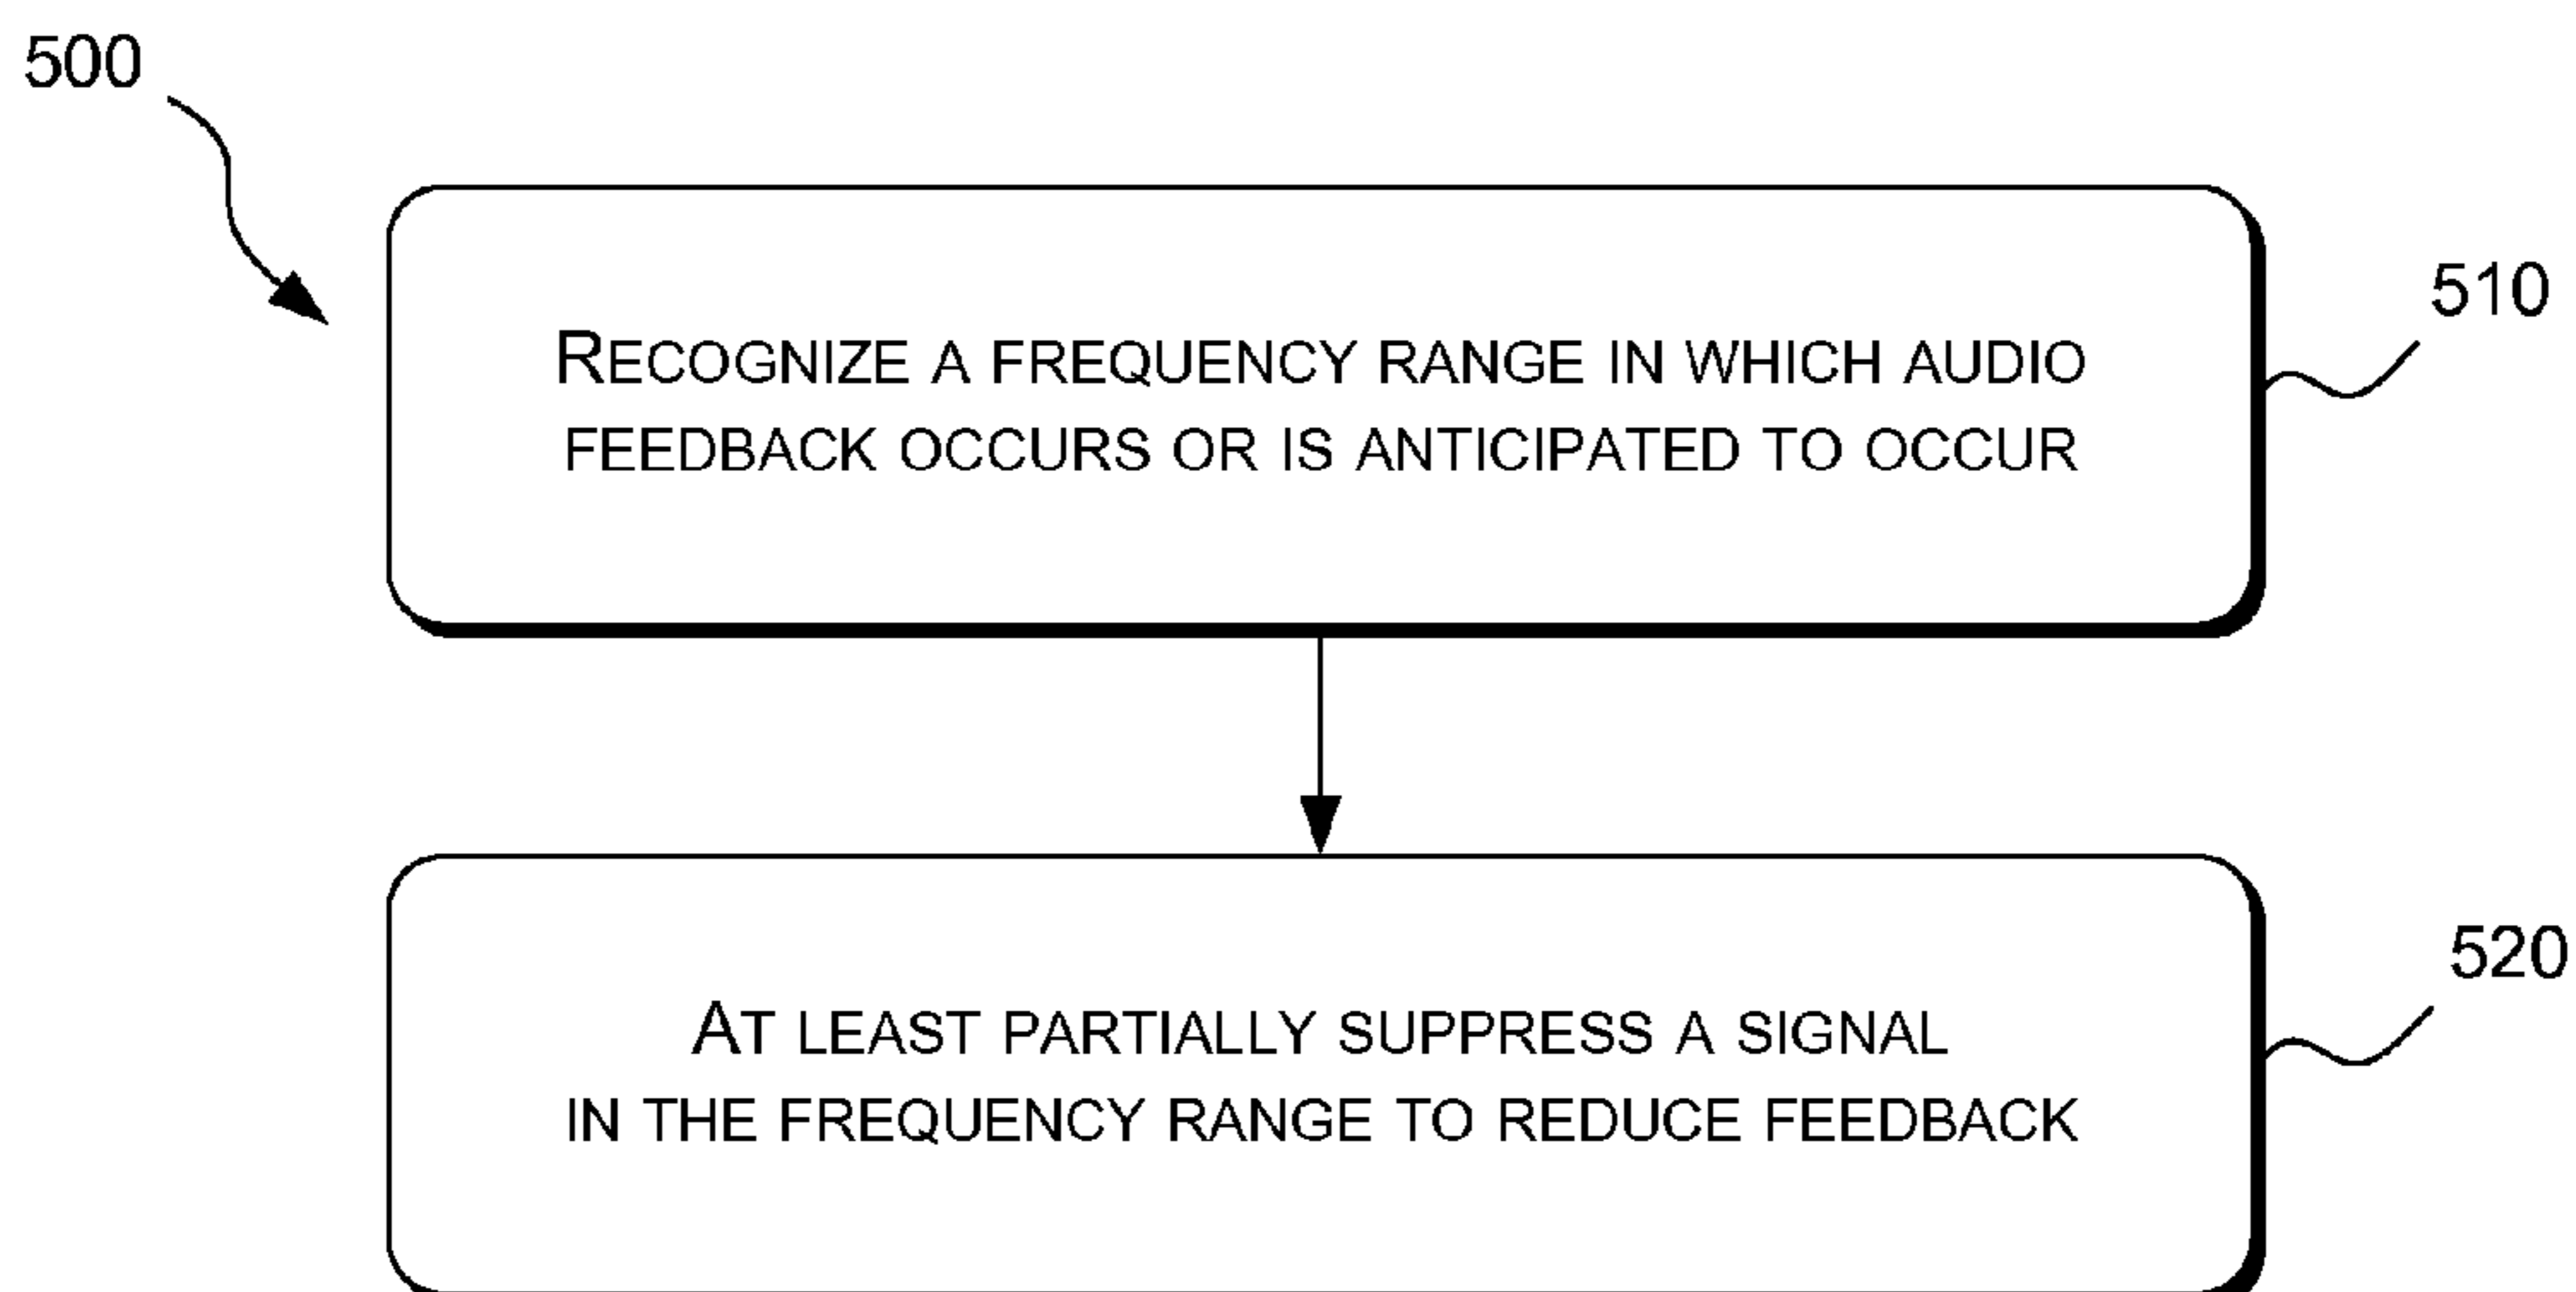 500
510
RECOGNIZE A FREQUENCY RANGE IN WHICH AUDIO
FEEDBACK OCCURS OR IS ANTICIPATED TO OCCUR
520
AT LEAST PARTIALLY SUPPRESS A SIGNAL
IN THE FREQUENCY RANGE TO REDUCE FEEDBACK